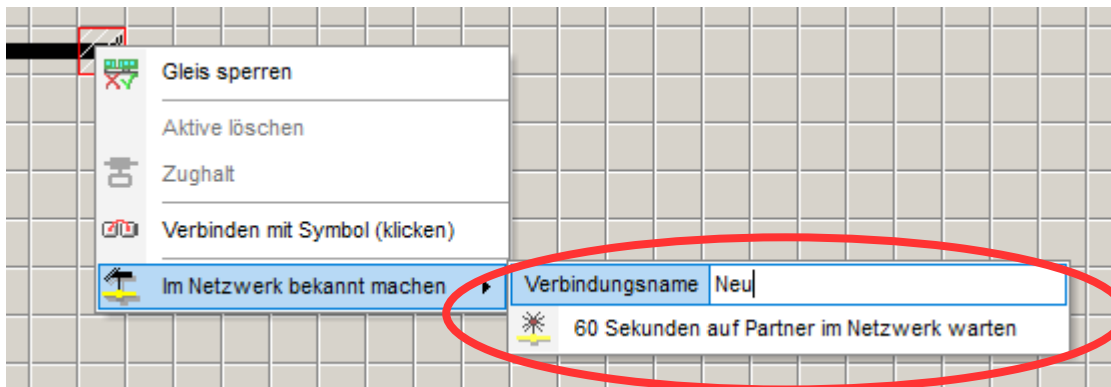 Gleis sperren
Aktive löschen
Zughalt
Verbinden mit Symbol (klicken)
Im Netzwerk bekannt machen
Verbindungsname Neu
60 Sekunden auf Partner im Netzwerk warten